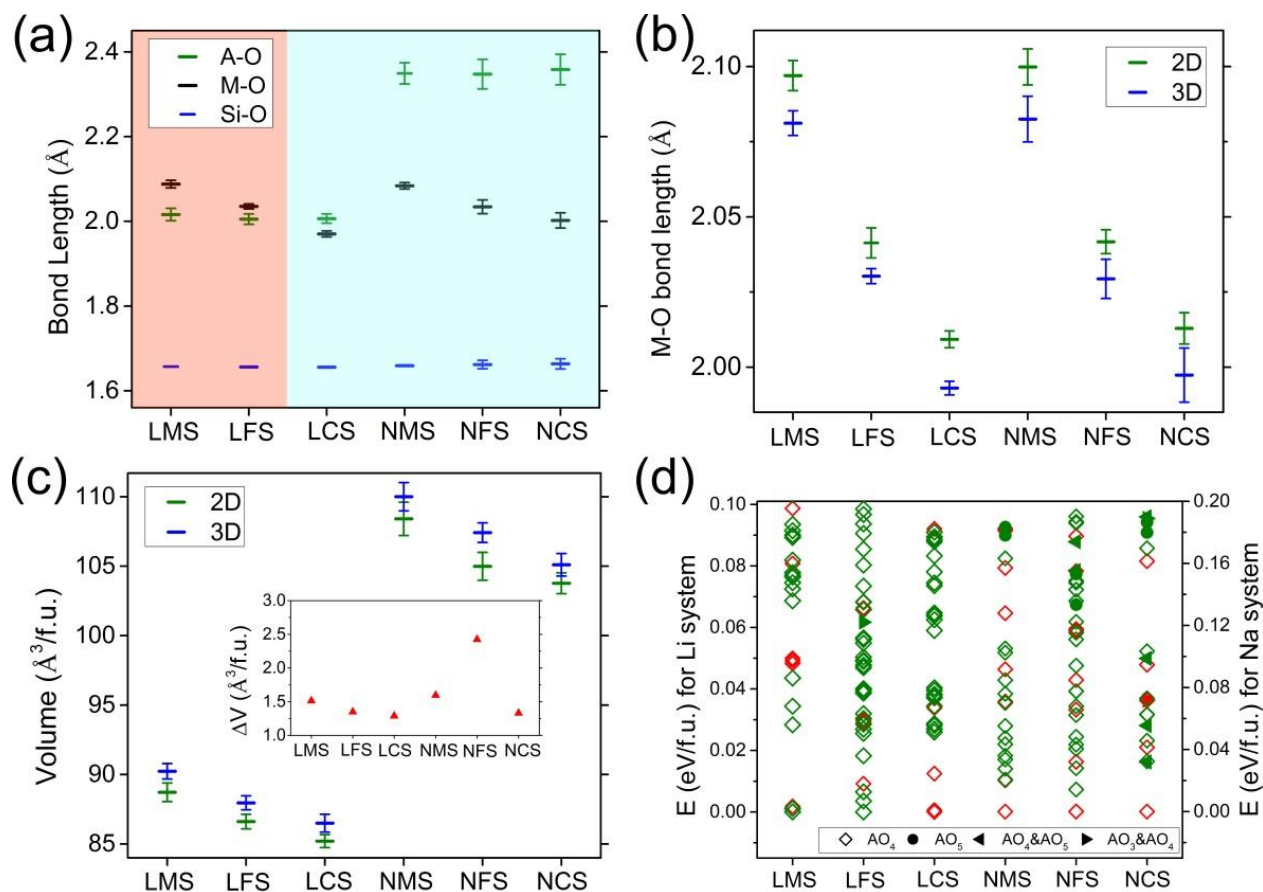 (a)
2.4
2.2
2.0
1.8
1.6
Bond Length (Å)
A-O
M-O
Si-O
LMS LFS LCS NMS NFS NCS
(b)
2.10
2.05
2.00
M-O bond length (Å)
2D
3D
LMS LFS LCS NMS NFS NCS
(c)
110
105
100
95
90
85
Volume (Å³/f.u.)
2D
3D
3.0
2.5
2.0
1.5
1.0
ΔV (Å³/f.u.)
LMS LFS LCS NMS NFS NCS
LMS LFS LCS NMS NFS NCS
(d)
0.10
0.08
0.06
0.04
0.02
0.00
E (eV/f.u.) for Li system
0.20
0.16
0.12
0.08
0.04
0.00
E (eV/f.u.) for Na system
AO₄ AO₅ AO₄&AO₅ AO₃&AO₄
LMS LFS LCS NMS NFS NCS